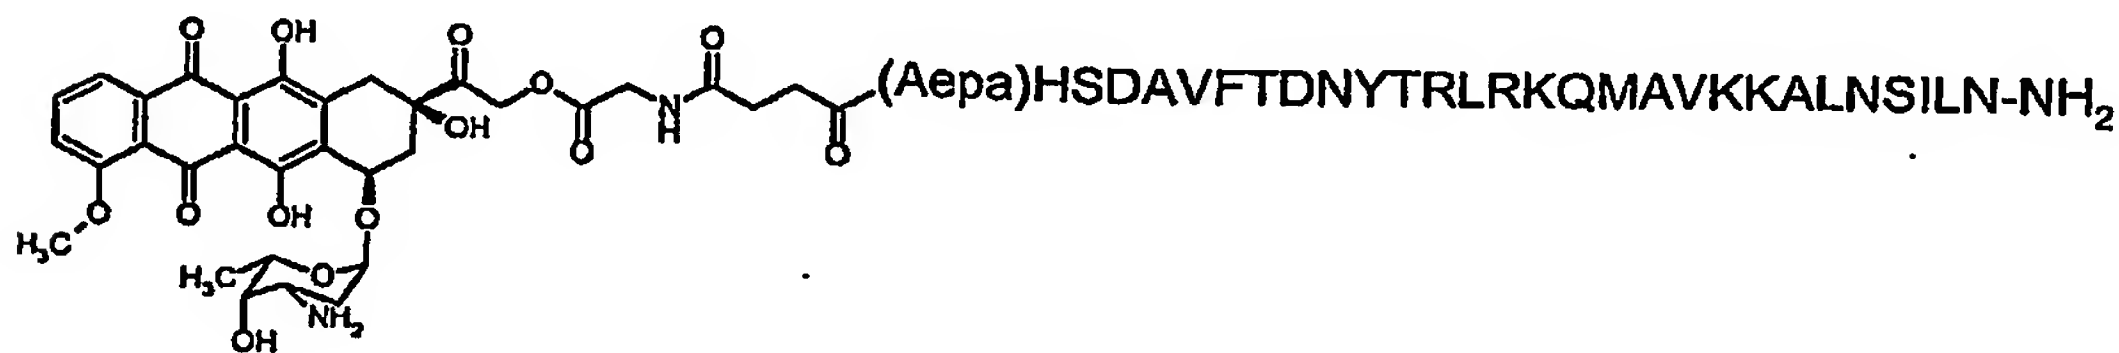 O OH O O O (Aepa)HSDAVFTDNYTRLRKQMAVKKALNSILN-NH₂
OH O N H O O
O O OH O
H₃C
H₃C O
NH₂
OH